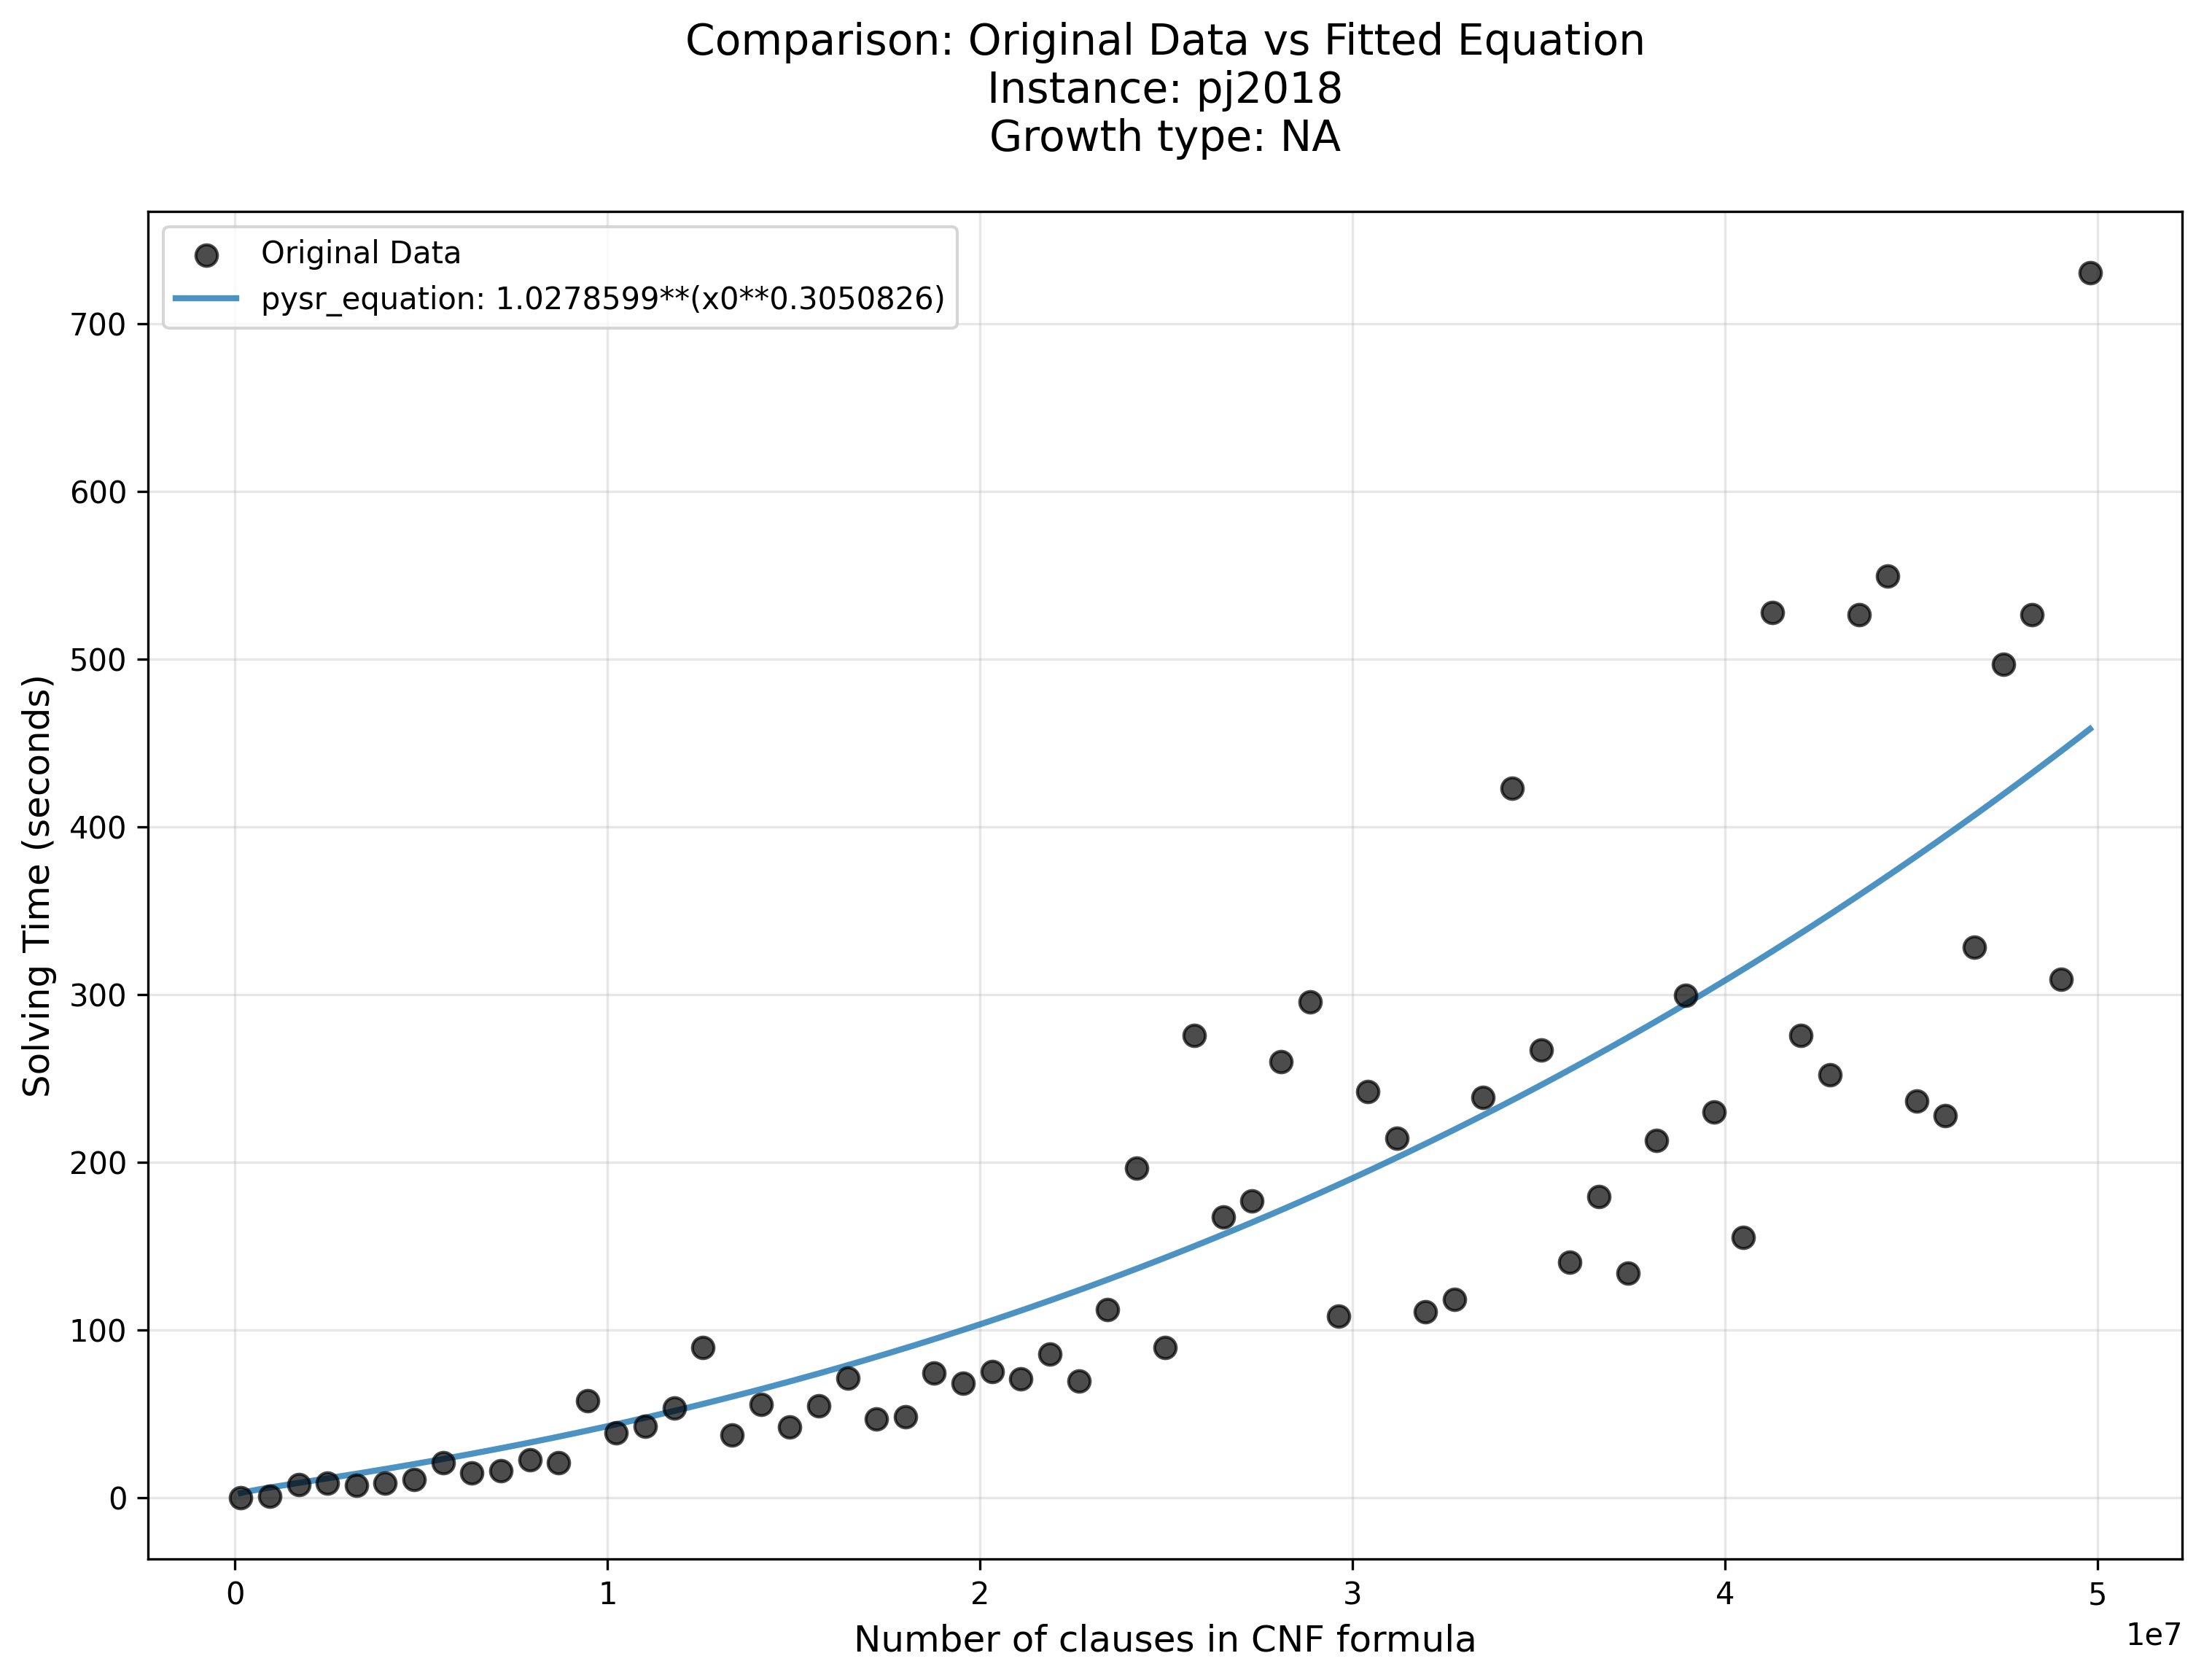 Comparison: Original Data vs Fitted Equation
Instance: pj2018
Growth type: NA
Original Data
pysr_equation: 1.0278599**(x0**0.3050826)
Solving Time (seconds)
700
600
500
400
300
200
100
0
0 1 2 3 4 5
1e7
Number of clauses in CNF formula